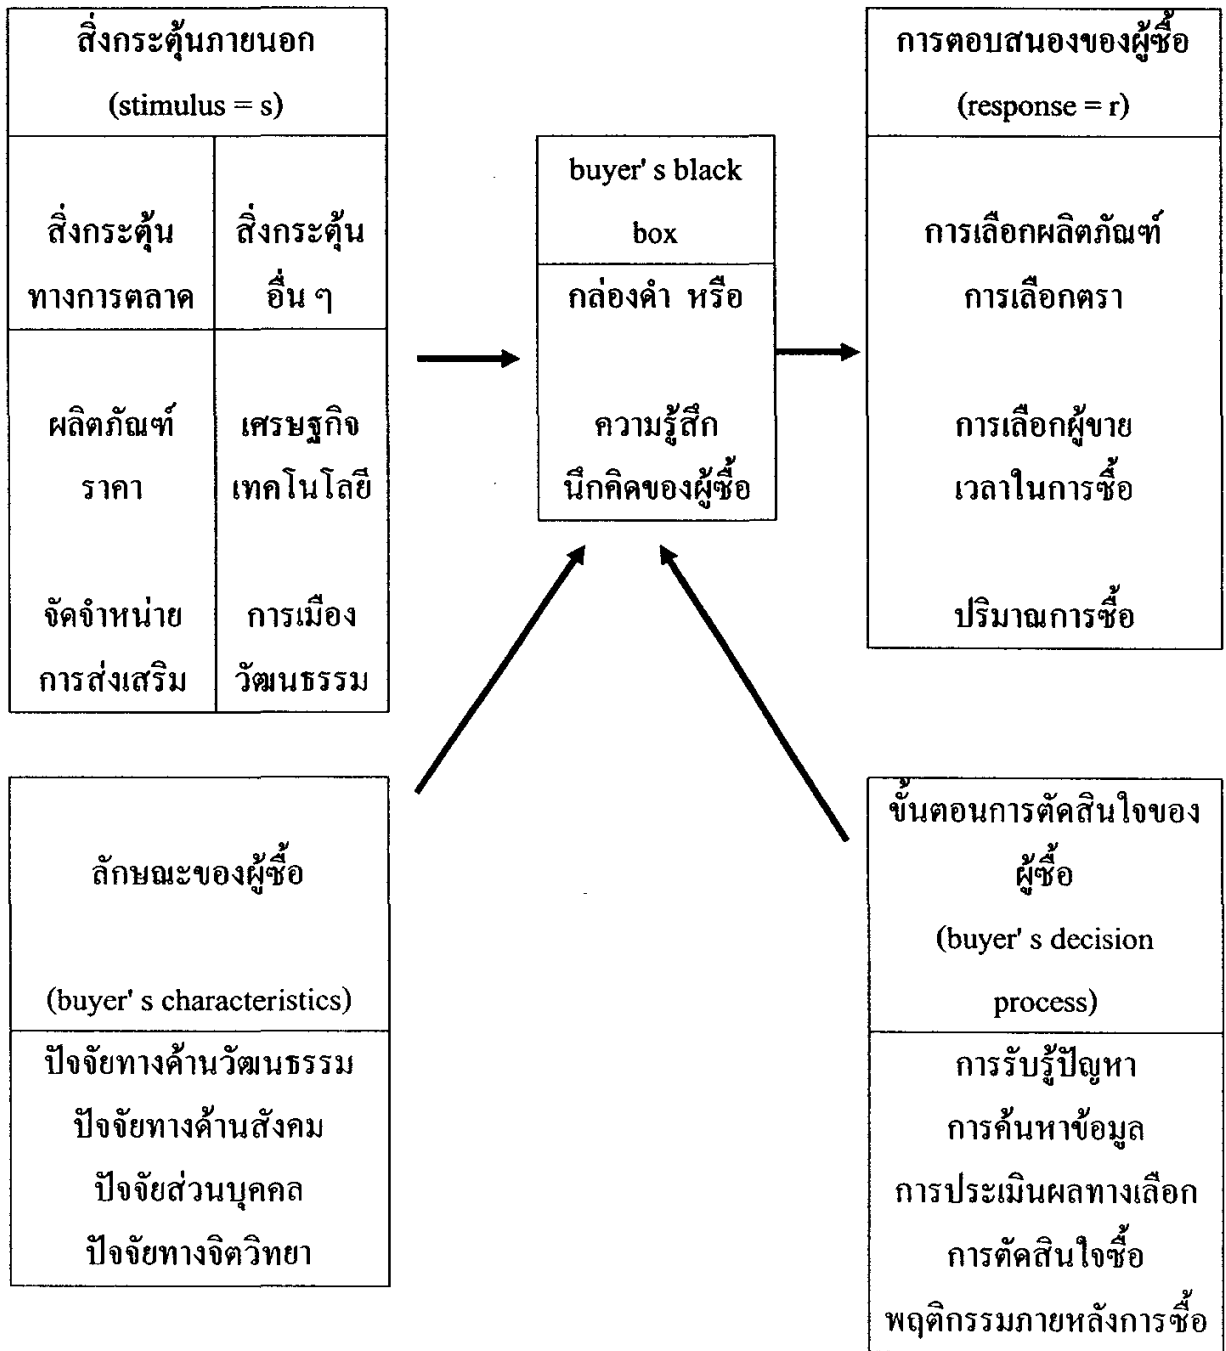 สิ่งกระตุ้นภายนอก
(stimulus = s)
สิ่งกระตุ้น
ทางการตลาด
สิ่งกระตุ้น
อื่น ๆ
ผลิตภัณฑ์
ราคา
จัดจำหน่าย
การส่งเสริม
เศรษฐกิจ
เทคโนโลยี
การเมือง
วัฒนธรรม
buyer' s black
box
กล่องดำ หรือ
ความรู้สึก
นึกคิดของผู้ซื้อ
การตอบสนองของผู้ซื้อ
(response = r)
การเลือกผลิตภัณฑ์
การเลือกตรา
การเลือกผู้ขาย
เวลาในการซื้อ
ปริมาณการซื้อ
ลักษณะของผู้ซื้อ
(buyer' s characteristics)
ปัจจัยทางด้านวัฒนธรรม
ปัจจัยทางด้านสังคม
ปัจจัยส่วนบุคคล
ปัจจัยทางจิตวิทยา
ขั้นตอนการตัดสินใจของ
ผู้ซื้อ
(buyer' s decision
process)
การรับรู้ปัญหา
การค้นหาข้อมูล
การประเมินผลทางเลือก
การตัดสินใจซื้อ
พฤติกรรมภายหลังการซื้อ